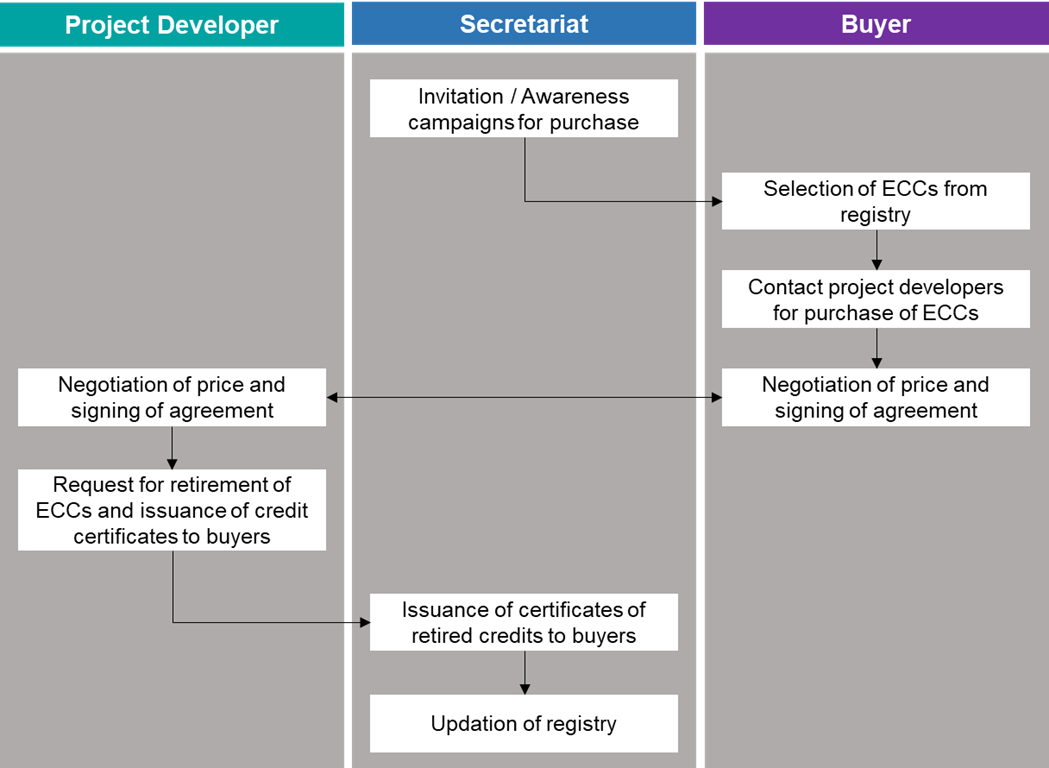 Project Developer
Secretariat
Buyer
Invitation / Awareness
campaigns for purchase
Selection of ECCs from
registry
Contact project developers
for purchase of ECCs
Negotiation of price and
signing of agreement
Negotiation of price and
signing of agreement
Request for retirement of
ECCs and issuance of credit
certificates to buyers
Issuance of certificates of
retired credits to buyers
Updation of registry